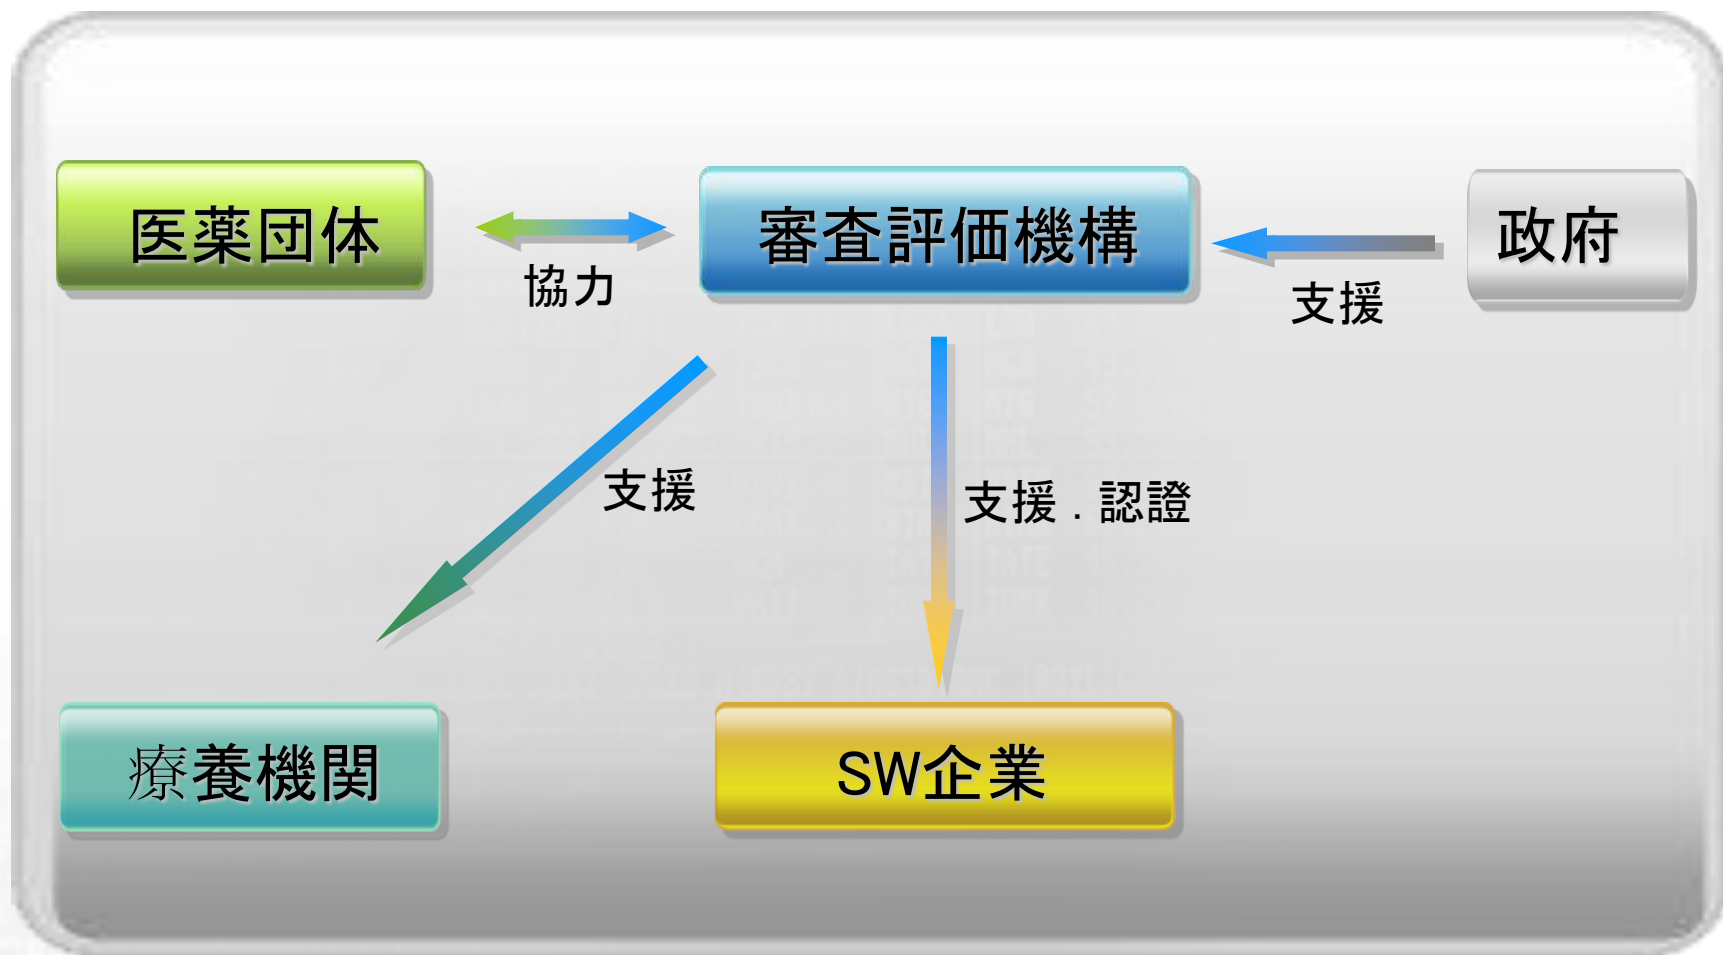 医薬団体
審査評価機構
政府
協力
支援
支援
支援．認證
療養機関
SW企業